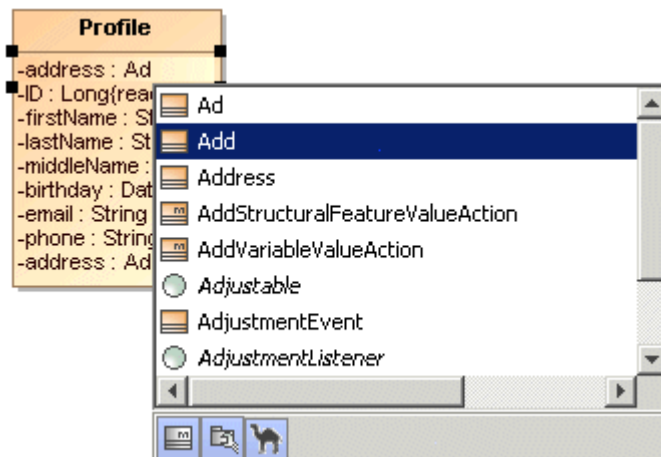 Profile
-address : Ad
-ID : Long{rea
-firstName : St
-lastName : St
-middleName :
-birthday : Dat
-email : String
-phone : String
-address : Ad
Ad
Add
Address
AddStructuralFeatureValueAction
AddVariableValueAction
Adjustable
AdjustmentEvent
AdjustmentListener